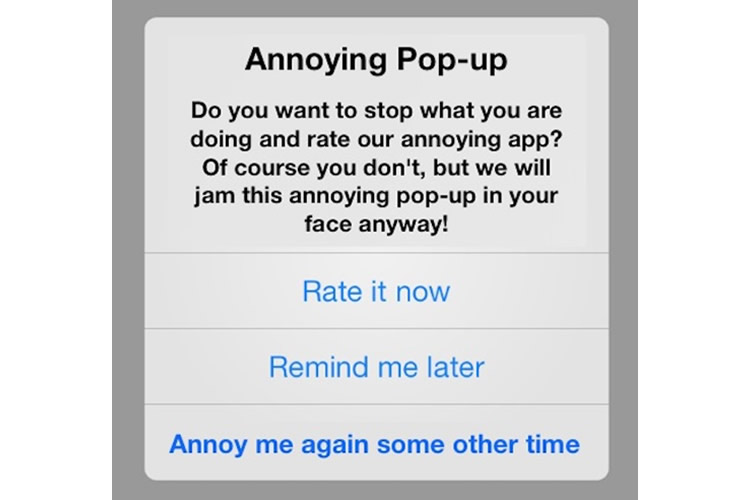 Annoying Pop-up
Do you want to stop what you are
doing and rate our annoying app?
Of course you don't, but we will
jam this annoying pop-up in your
face anyway!
Rate it now
Remind me later
Annoy me again some other time